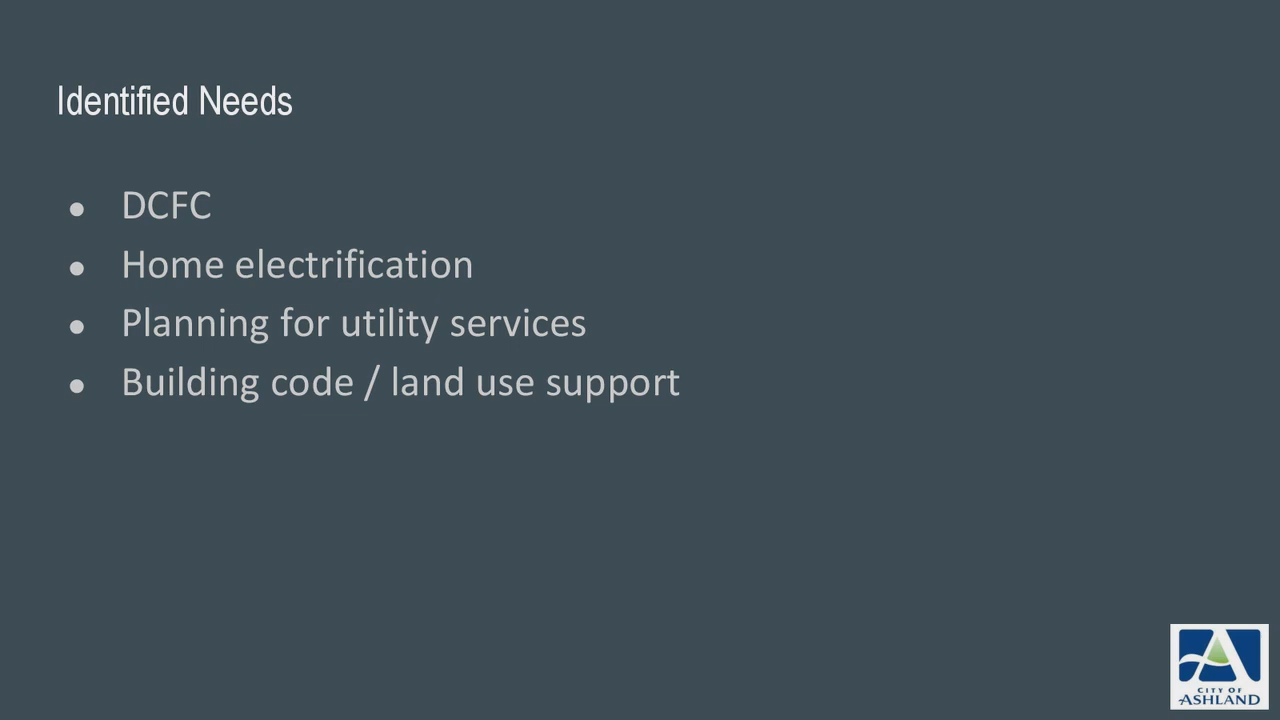 Identified Needs
● DCFC
● Home electrification
● Planning for utility services
● Building code / land use support
CITY OF
ASHLAND